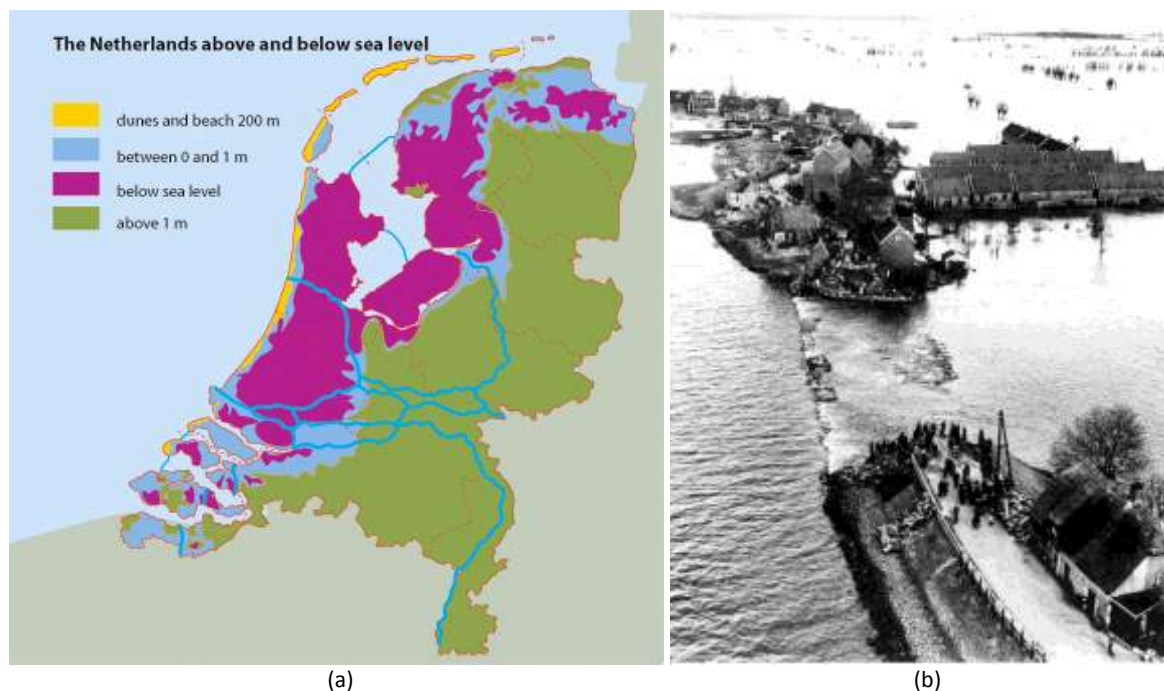 The Netherlands above and below sea level
dunes and beach 200 m
between 0 and 1 m
below sea level
above 1 m
(a)
(b)